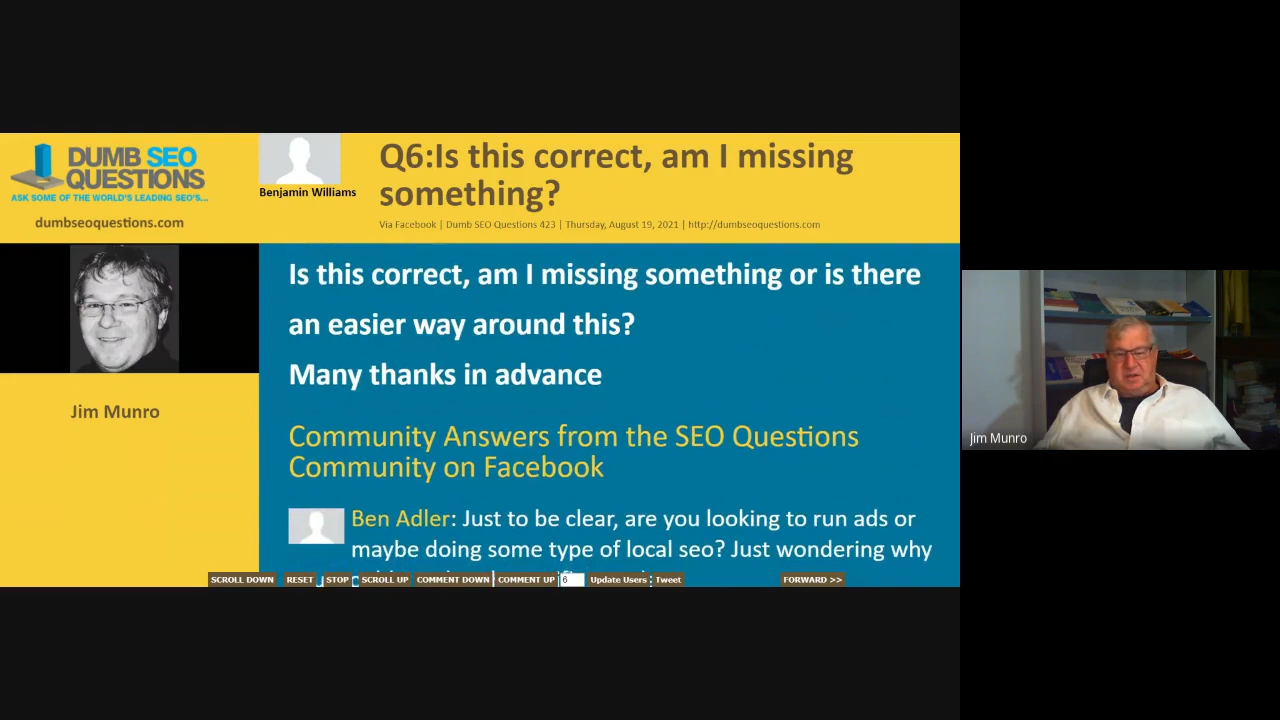 DUMB SEO
QUESTIONS
ASK SOME OF THE WORLD'S LEADING SEO'S...
dumbseoquestions.com
Benjamin Williams
Q6:Is this correct, am I missing
something?
Via Facebook | Dumb SEO Questions 423 | Thursday, August 19, 2021 | http://dumbseoquestions.com
Jim Munro
Is this correct, am I missing something or is there
an easier way around this?
Many thanks in advance
Community Answers from the SEO Questions
Community on Facebook
Ben Adler: Just to be clear, are you looking to run ads or
maybe doing some type of local seo? Just wondering why
SCROLL DOWN RESET STOP SCROLL UP COMMENT DOWN COMMENT UP 6 Update Users Tweet FORWARD >>
Jim Munro